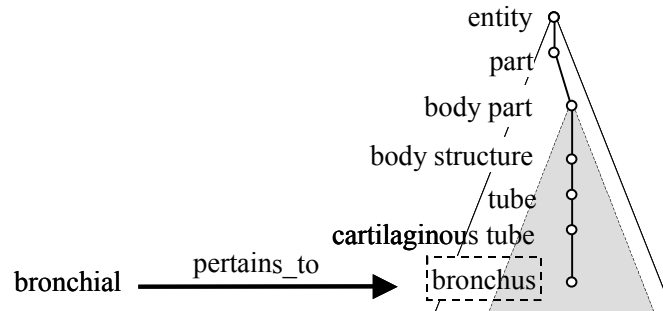 entity
part
body part
body structure
tube
cartilaginous tube
bronchial pertains_to bronchus